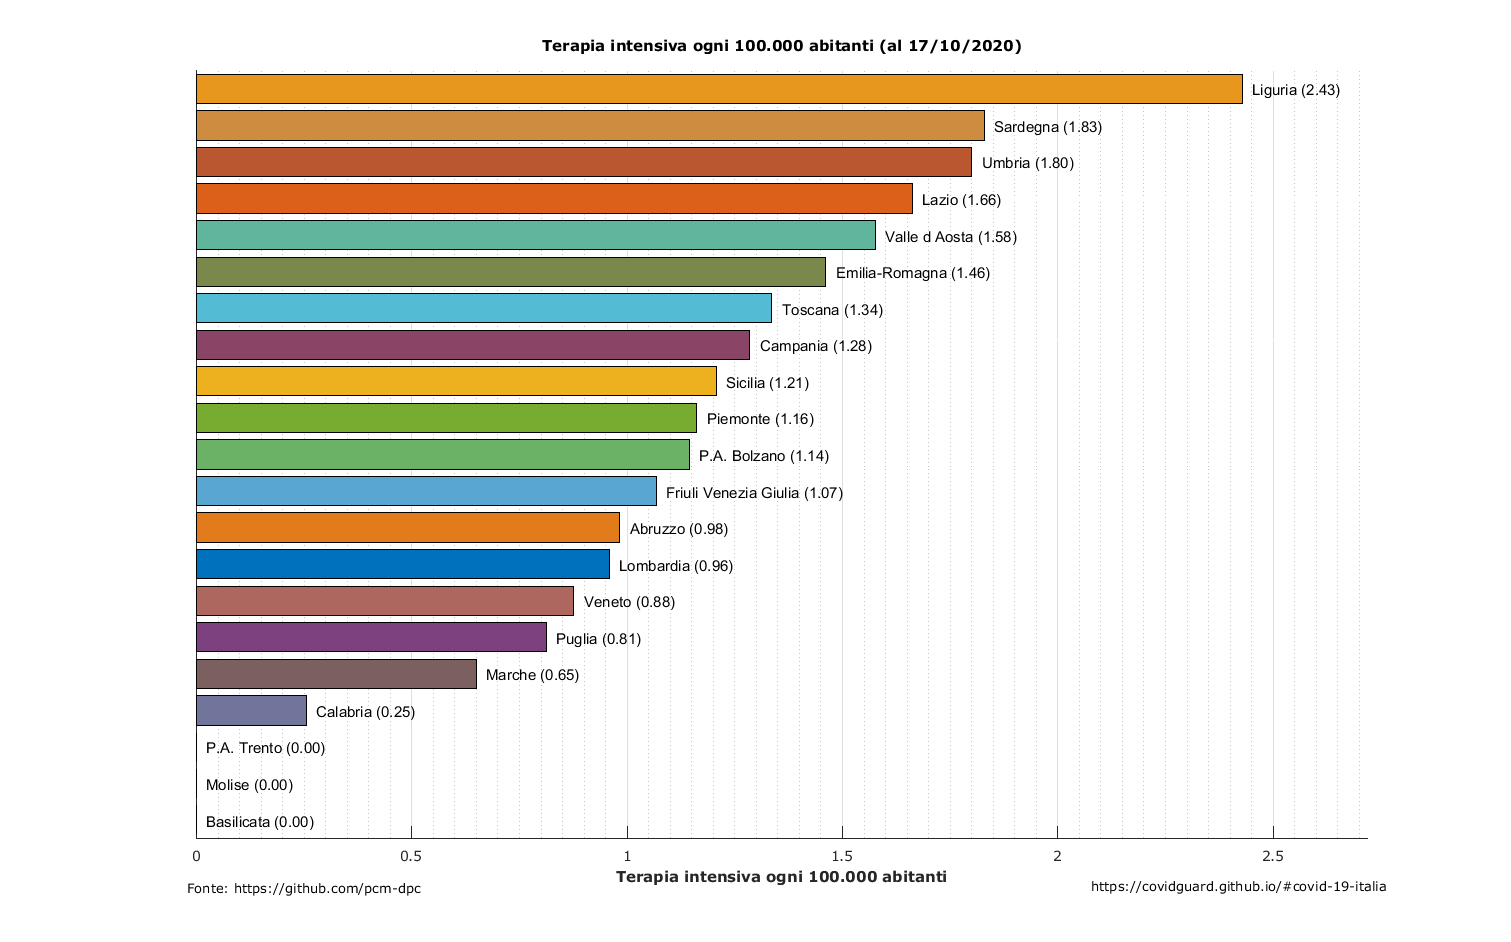 Terapia intensiva ogni 100.000 abitanti (al 17/10/2020)
Liguria (2.43)
Sardegna (1.83)
Umbria (1.80)
Lazio (1.66)
Valle d Aosta (1.58)
Emilia-Romagna (1.46)
Toscana (1.34)
Campania (1.28)
Sicilia (1.21)
Piemonte (1.16)
P.A. Bolzano (1.14)
Friuli Venezia Giulia (1.07)
Abruzzo (0.98)
Lombardia (0.96)
Veneto (0.88)
Puglia (0.81)
Marche (0.65)
Calabria (0.25)
P.A. Trento (0.00)
Molise (0.00)
Basilicata (0.00)
0 0.5 1 1.5 2 2.5
Terapia intensiva ogni 100.000 abitanti
Fonte: https://github.com/pcm-dpc
https://covidguard.github.io/#covid-19-italia